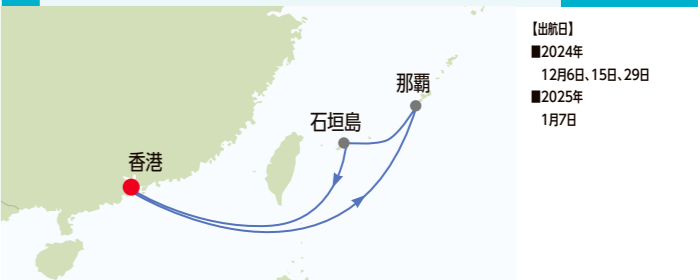 【出航日】
■2024年
12月6日、15日、29日
■2025年
1月7日
那覇
石垣島
香港